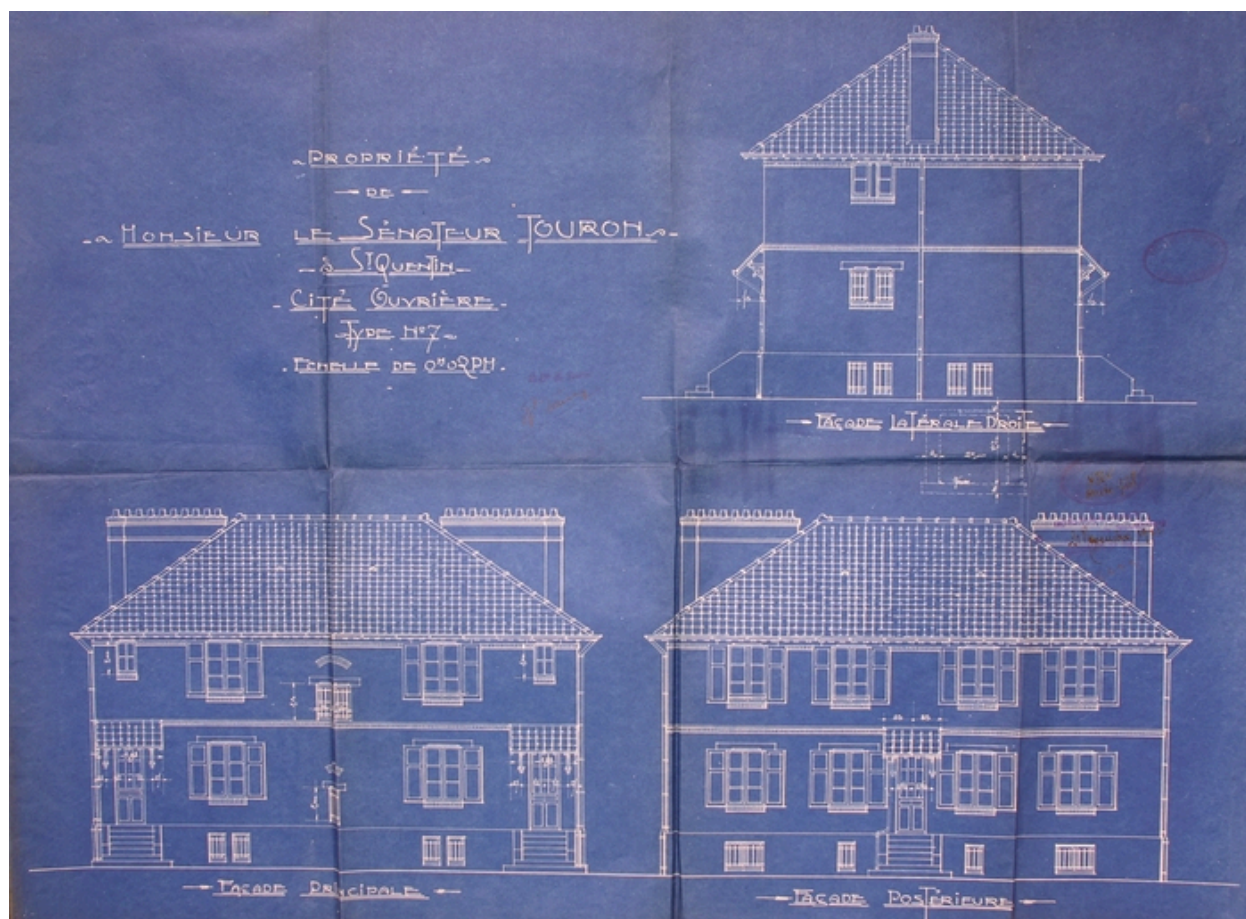 PROPRIÉTÉ
DE
MONSIEUR LE SÉNATEUR TOURON
à ST QUENTIN
CITÉ OUVRIÈRE
TYPE No 7
ECHELLE DE 0m02 PM.
FAÇADE LATÉRALE DROITE
FAÇADE PRINCIPALE
FAÇADE POSTÉRIEURE